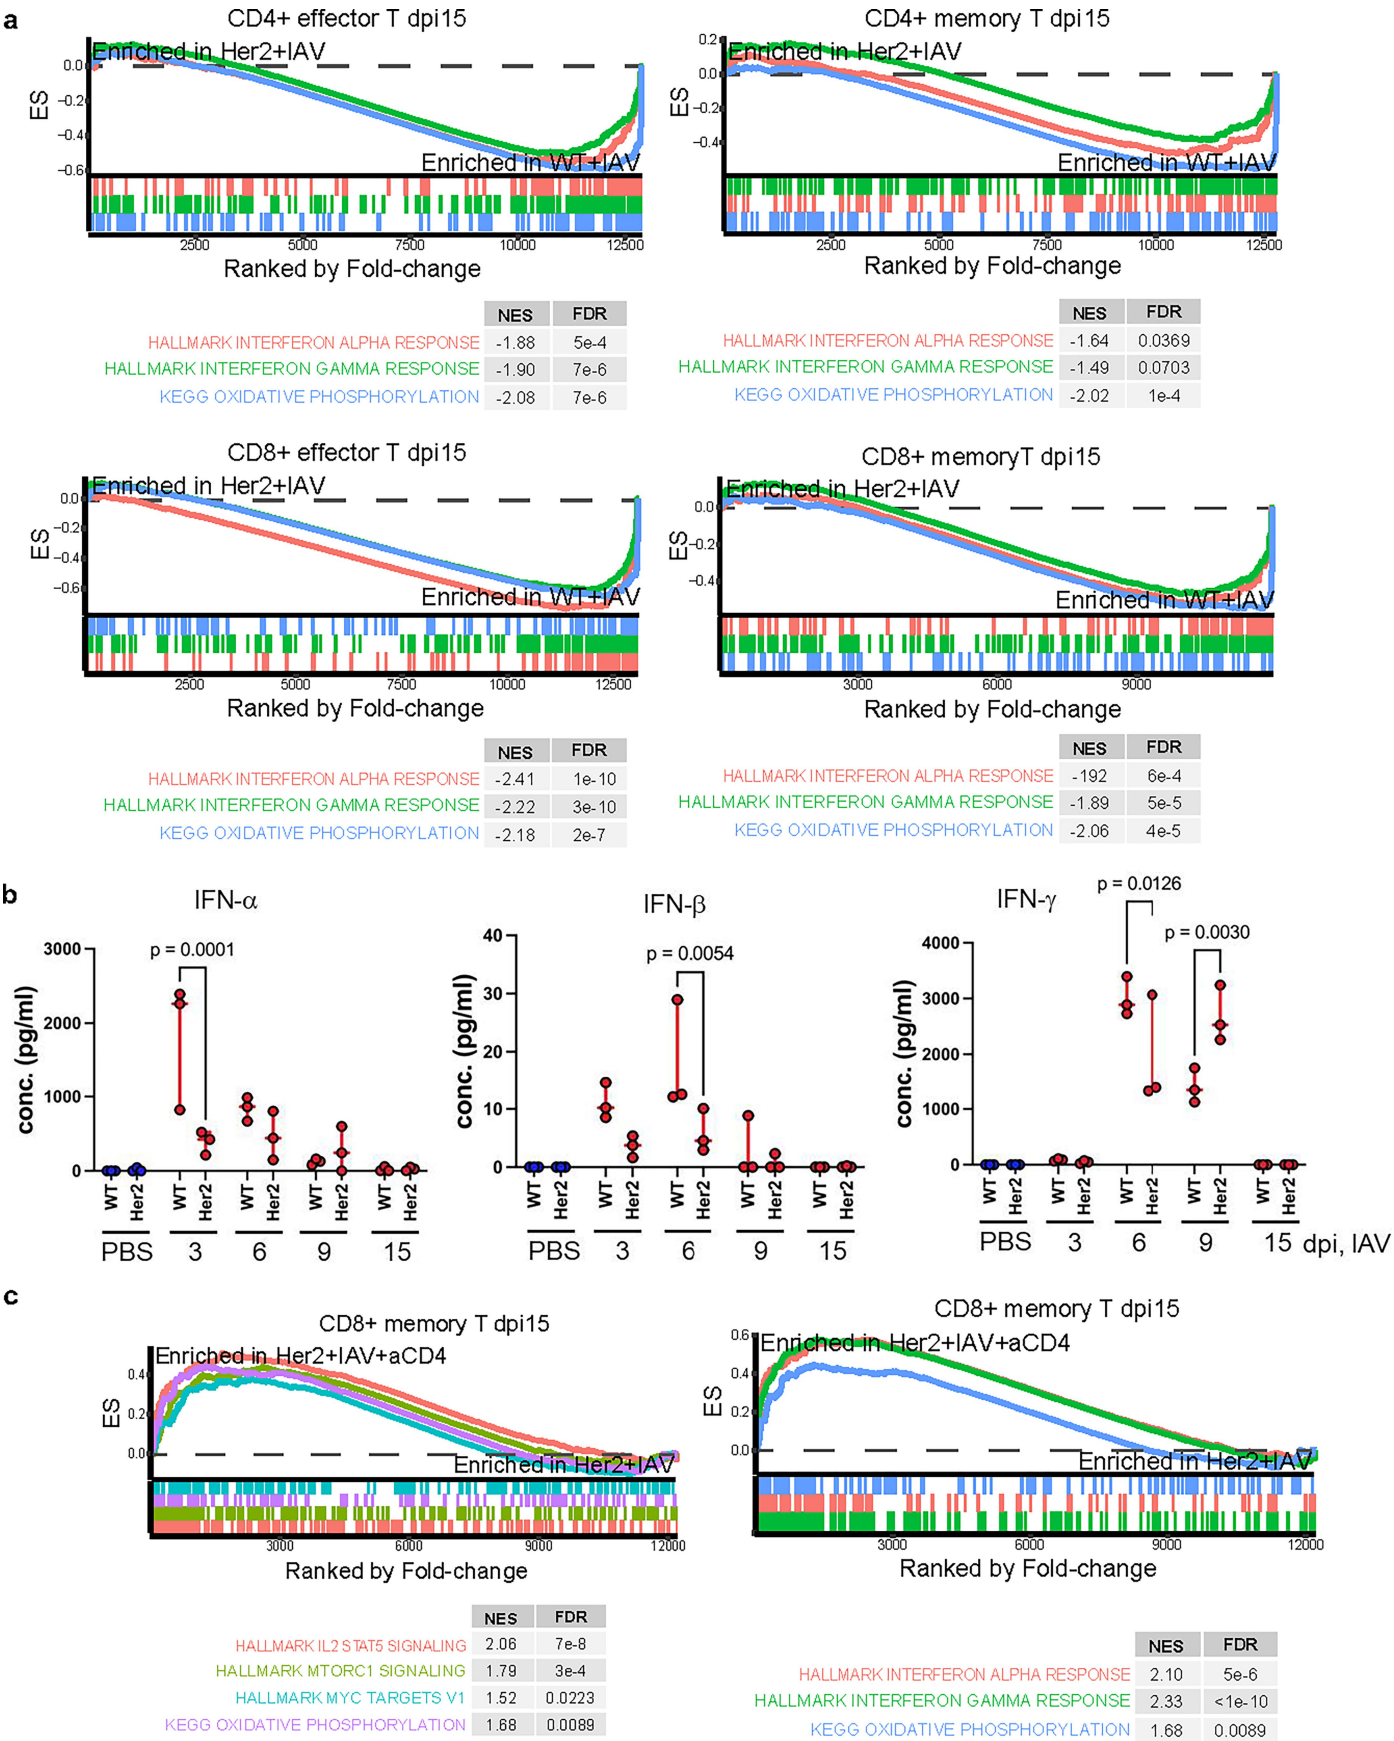 a
CD4+ effector T dpi15
Enriched in Her2+IAV
ES
0.0
−0.2
−0.4
−0.6
Enriched in WT+IAV
2500 5000 7500 10000 12500
Ranked by Fold-change
NES FDR
HALLMARK INTERFERON ALPHA RESPONSE -1.88 5e-4
HALLMARK INTERFERON GAMMA RESPONSE -1.90 7e-6
KEGG OXIDATIVE PHOSPHORYLATION -2.08 7e-6
CD4+ memory T dpi15
Enriched in Her2+IAV
ES
0.2
0.0
−0.2
−0.4
Enriched in WT+IAV
2500 5000 7500 10000 12500
Ranked by Fold-change
NES FDR
HALLMARK INTERFERON ALPHA RESPONSE -1.64 0.0369
HALLMARK INTERFERON GAMMA RESPONSE -1.49 0.0703
KEGG OXIDATIVE PHOSPHORYLATION -2.02 1e-4
CD8+ effector T dpi15
Enriched in Her2+IAV
ES
0.0
−0.2
−0.4
−0.6
Enriched in WT+IAV
2500 5000 7500 10000 12500
Ranked by Fold-change
NES FDR
HALLMARK INTERFERON ALPHA RESPONSE -2.41 1e-10
HALLMARK INTERFERON GAMMA RESPONSE -2.22 3e-10
KEGG OXIDATIVE PHOSPHORYLATION -2.18 2e-7
CD8+ memoryT dpi15
Enriched in Her2+IAV
ES
0.0
−0.2
−0.4
Enriched in WT+IAV
3000 6000 9000
Ranked by Fold-change
NES FDR
HALLMARK INTERFERON ALPHA RESPONSE -192 6e-4
HALLMARK INTERFERON GAMMA RESPONSE -1.89 5e-5
KEGG OXIDATIVE PHOSPHORYLATION -2.06 4e-5
b
IFN-α
p = 0.0001
conc. (pg/ml)
3000
2000
1000
0
WT Her2 WT Her2 WT Her2 WT Her2 WT Her2
PBS 3 6 9 15
IFN-β
p = 0.0054
conc. (pg/ml)
40
30
20
10
0
WT Her2 WT Her2 WT Her2 WT Her2 WT Her2
PBS 3 6 9 15
IFN-γ
p = 0.0126
p = 0.0030
conc. (pg/ml)
4000
3000
2000
1000
0
WT Her2 WT Her2 WT Her2 WT Her2 WT Her2
PBS 3 6 9 15 dpi, IAV
c
CD8+ memory T dpi15
Enriched in Her2+IAV+aCD4
ES
0.4
0.2
0.0
Enriched in Her2+IAV
3000 6000 9000 12000
Ranked by Fold-change
NES FDR
HALLMARK IL2 STAT5 SIGNALING 2.06 7e-8
HALLMARK MTORC1 SIGNALING 1.79 3e-4
HALLMARK MYC TARGETS V1 1.52 0.0223
KEGG OXIDATIVE PHOSPHORYLATION 1.68 0.0089
CD8+ memory T dpi15
Enriched in Her2+IAV+aCD4
ES
0.6
0.4
0.2
0.0
Enriched in Her2+IAV
3000 6000 9000 12000
Ranked by Fold-change
NES FDR
HALLMARK INTERFERON ALPHA RESPONSE 2.10 5e-6
HALLMARK INTERFERON GAMMA RESPONSE 2.33 <1e-10
KEGG OXIDATIVE PHOSPHORYLATION 1.68 0.0089